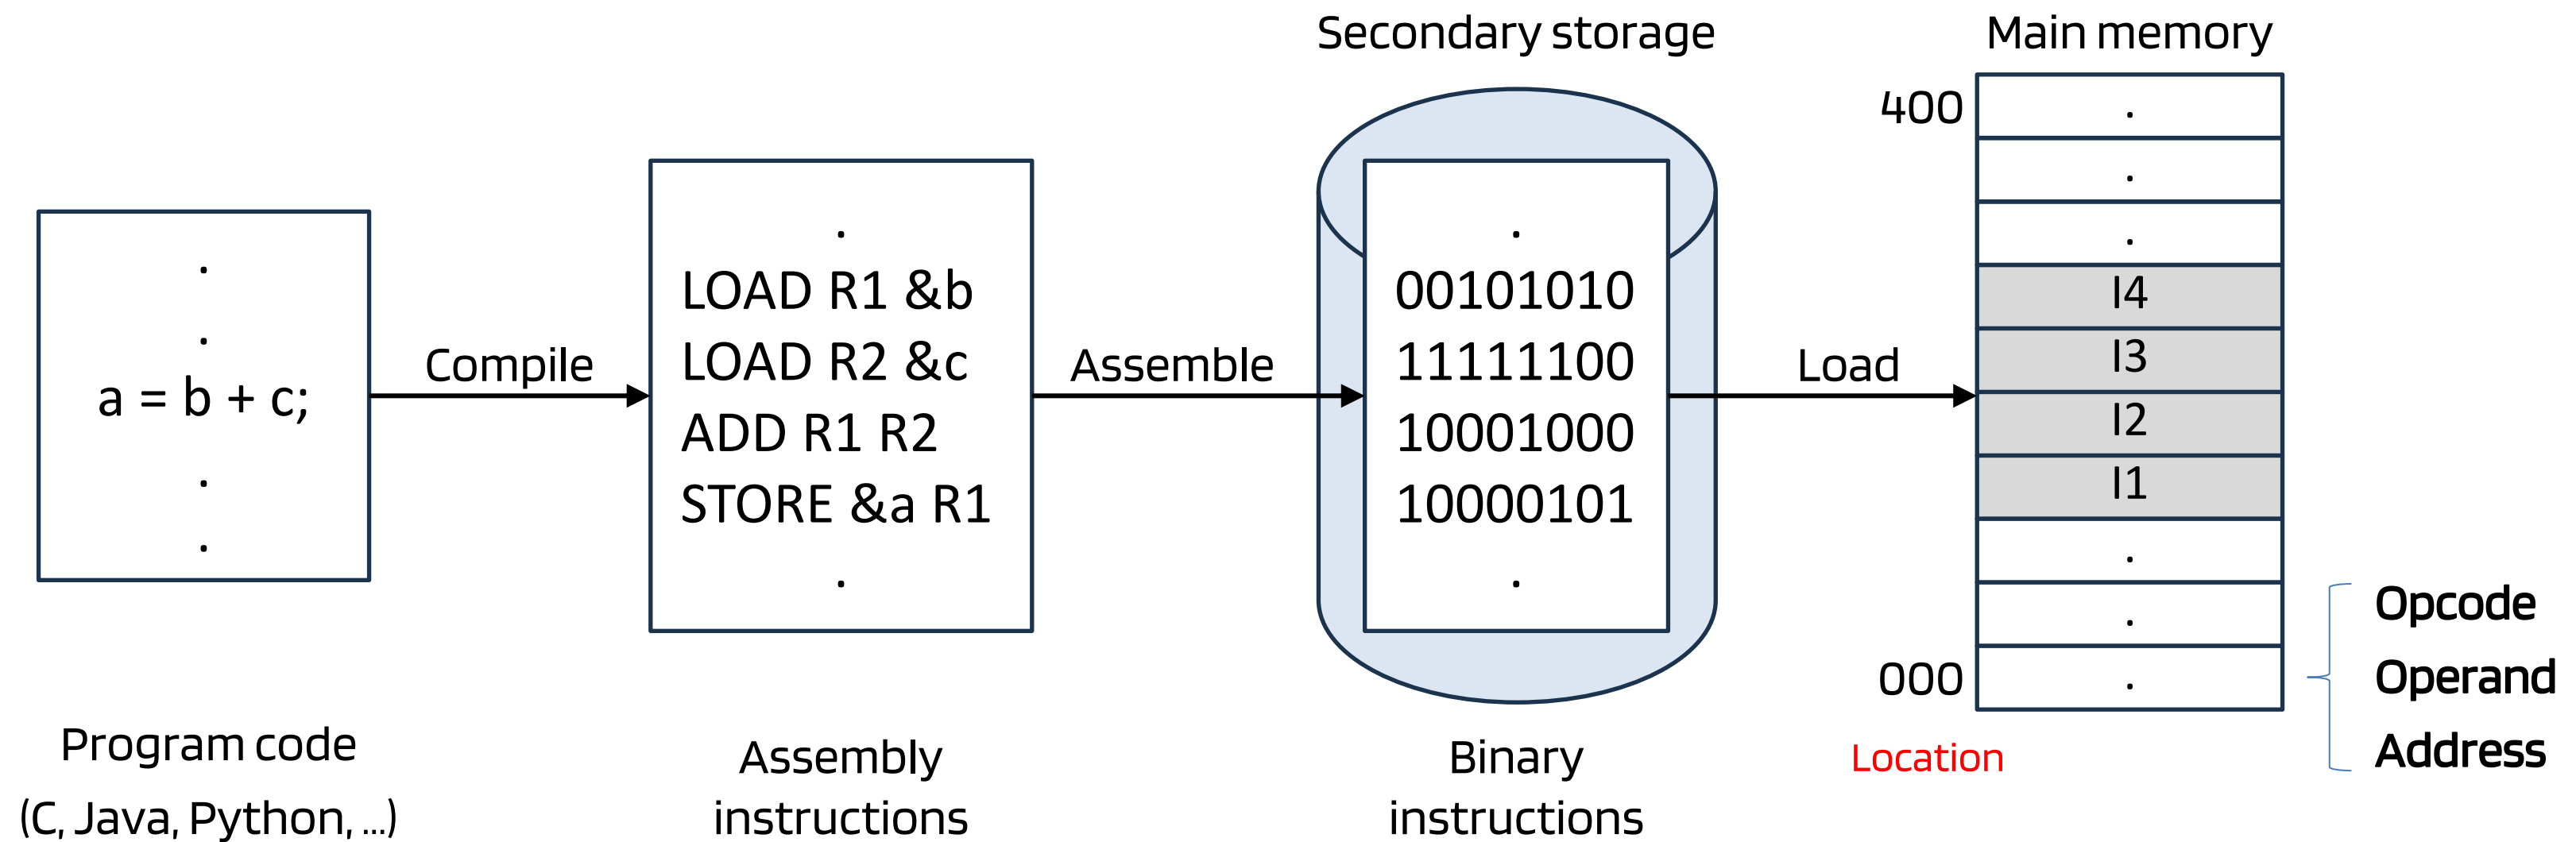 .
.
a = b + c;
.
.
Program code
(C, Java, Python, ...)
Compile
.
LOAD R1 &b
LOAD R2 &c
ADD R1 R2
STORE &a R1
.
Assembly
instructions
Assemble
Secondary storage
.
00101010
11111100
10001000
10000101
.
Binary
instructions
Load
Main memory
400 .
.
.
I4
I3
I2
I1
.
.
000 .
Location
Opcode
Operand
Address